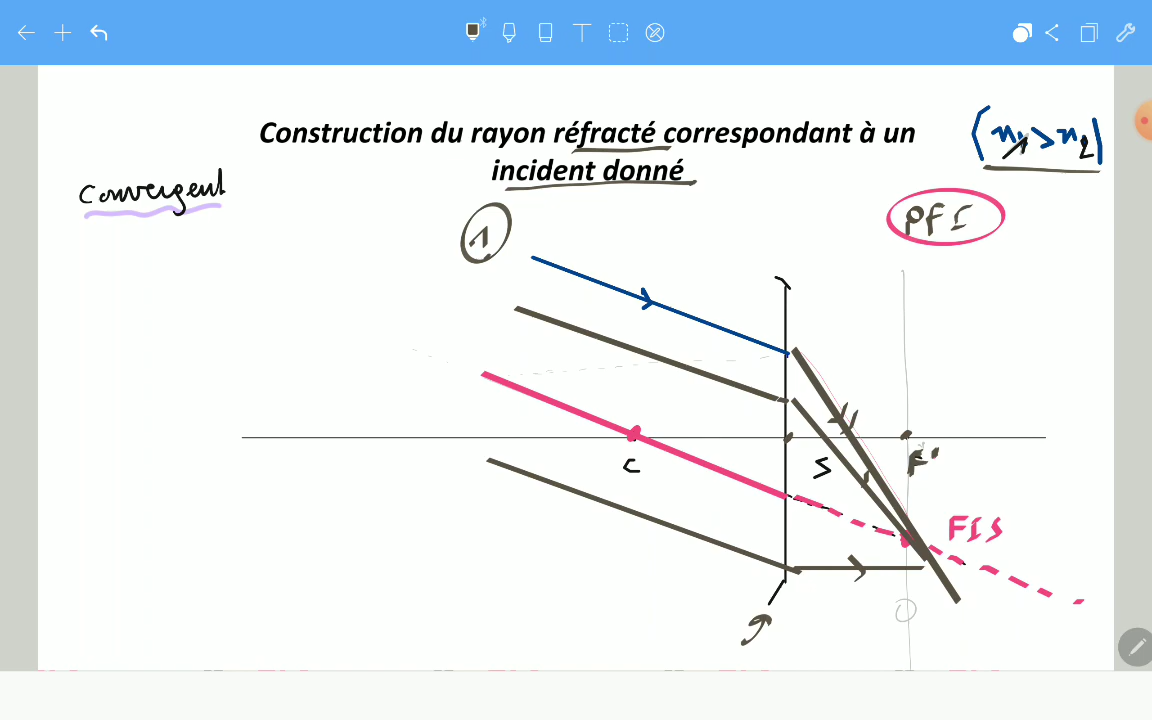 Construction du rayon réfracté correspondant à un
incident donné
(n1>n2)
Convergent
PFI
1
C
S
F'
FIS